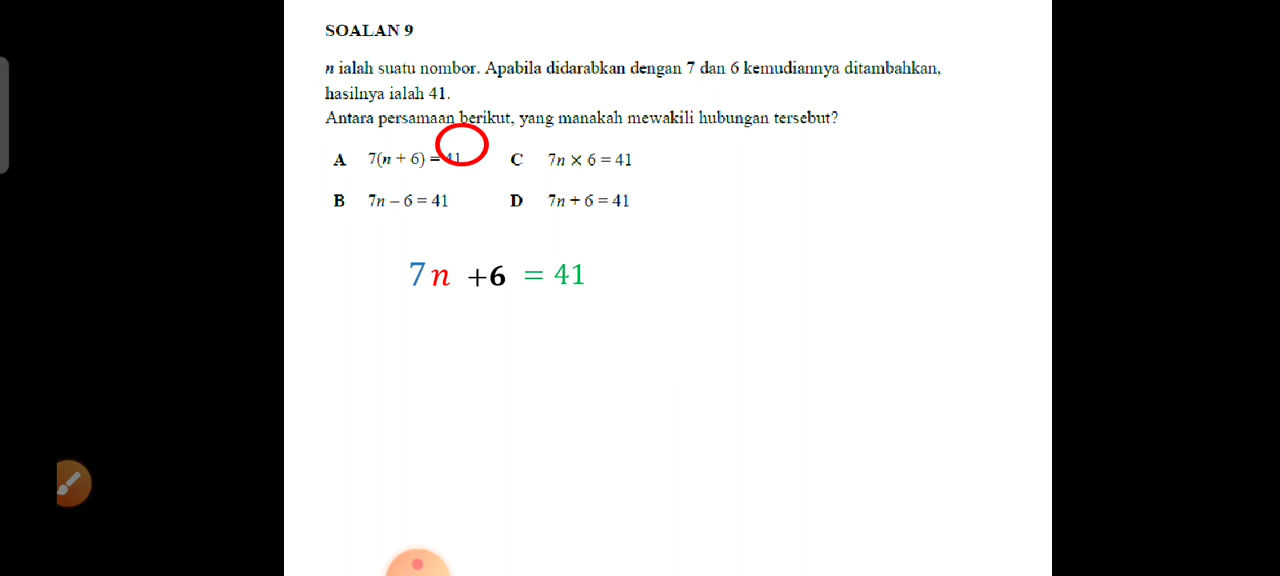 SOALAN 9
n ialah suatu nombor. Apabila didarabkan dengan 7 dan 6 kemudiannya ditambahkan,
hasilnya ialah 41.
Antara persamaan berikut, yang manakah mewakili hubungan tersebut?
A 7(n + 6) = 41 C 7n × 6 = 41
B 7n – 6 = 41 D 7n + 6 = 41
7n +6 = 41